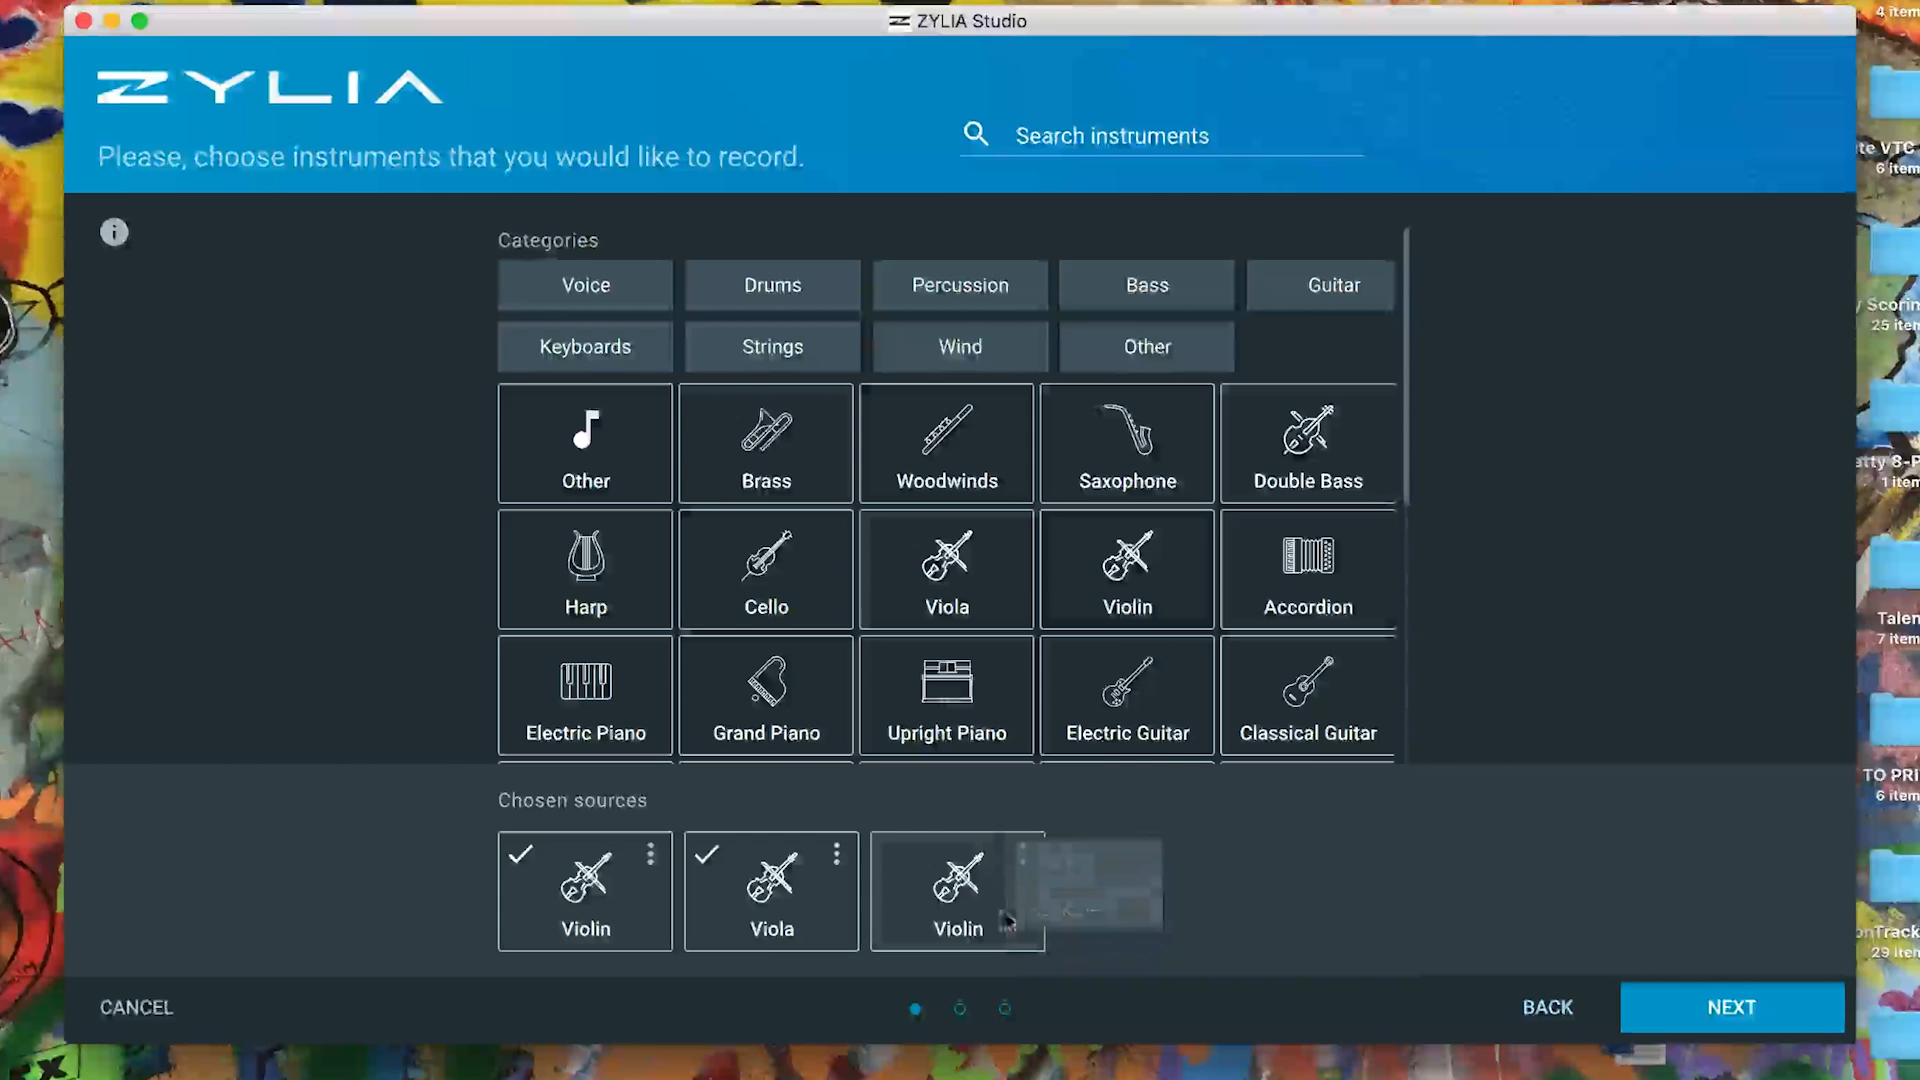 ZYLIA Studio
ZYLIA
Please, choose instruments that you would like to record.
Search instruments
Categories
Voice
Drums
Percussion
Bass
Guitar
Keyboards
Strings
Wind
Other
Other
Brass
Woodwinds
Saxophone
Double Bass
Harp
Cello
Viola
Violin
Accordion
Electric Piano
Grand Piano
Upright Piano
Electric Guitar
Classical Guitar
Chosen sources
Violin
Viola
Violin
CANCEL
BACK
NEXT
4 item
te VTC
6 item
y Scorin
25 iten
etty 8-P
1 item
Talen
7 item
TO PRI
6 item
onTrack
29 iten